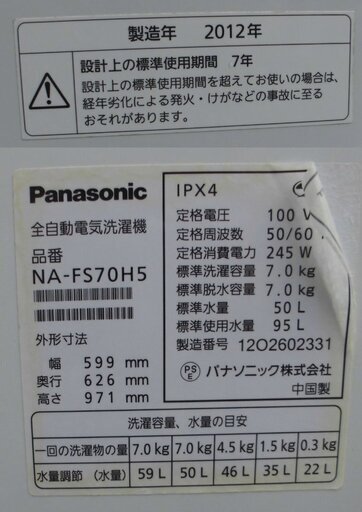 製造年 2012年
設計上の標準使用期間 7年
設計上の標準使用期間を超えてお使いの場合は、
経年劣化による発火・けがなどの事故に至る
おそれがあります。
Panasonic
全自動電気洗濯機
品番
NA-FS70H5
外形寸法
幅 599 mm
奥行 626 mm
高さ 971 mm
IPX4
定格電圧 100 V
定格周波数 50/60
定格消費電力 245 W
標準洗濯容量 7.0 kg
標準脱水容量 7.0 kg
標準水量 50 L
標準使用水量 95 L
製造番号 12O2602331
PSE パナソニック株式会社
中国製
洗濯容量、水量の目安
一回の洗濯物の量 7.0 kg 7.0 kg 4.5 kg 1.5 kg 0.3 kg
水量調節（水量） 59 L 50 L 46 L 35 L 22 L